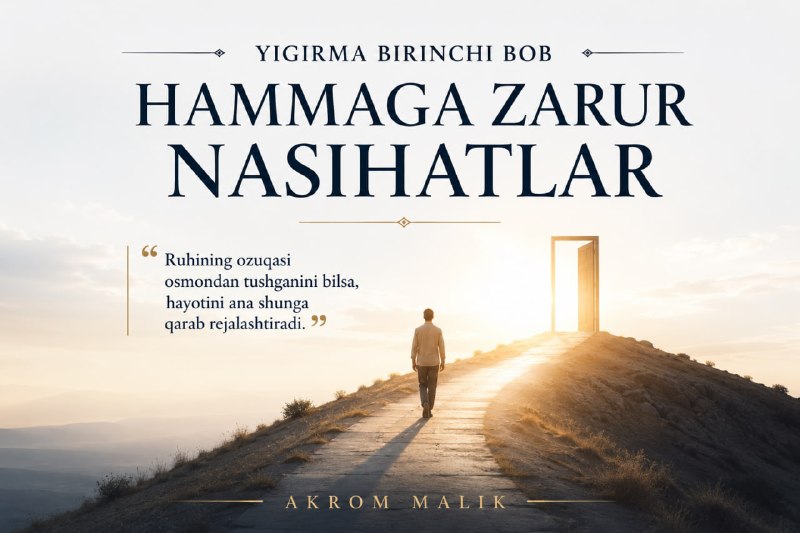 YIGIRMA BIRINCHI BOB
HAMMAGA ZARUR
NASIHATLAR
“ Ruhining ozuqasi
osmondan tushganini bilsa,
hayotini ana shunga
qarab rejalashtiradi. ”
AKROM MALIK